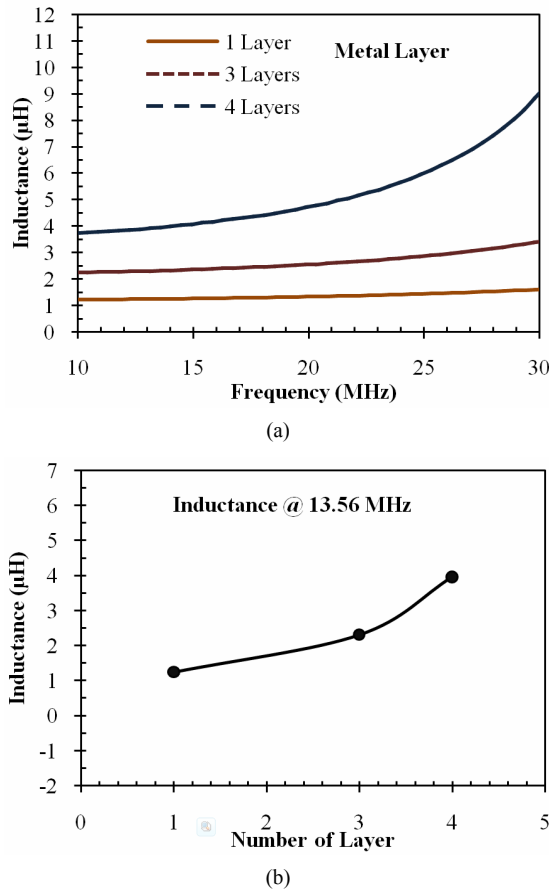 12
11
10
9
8
7
6
5
4
3
2
1
0
Inductance (μH)
1 Layer
3 Layers
4 Layers
Metal Layer
10 15 20 25 30
Frequency (MHz)
(a)
7
6
5
4
3
2
1
0
-1
-2
Inductance (μH)
Inductance @ 13.56 MHz
0 1 2 3 4 5
Number of Layer
(b)